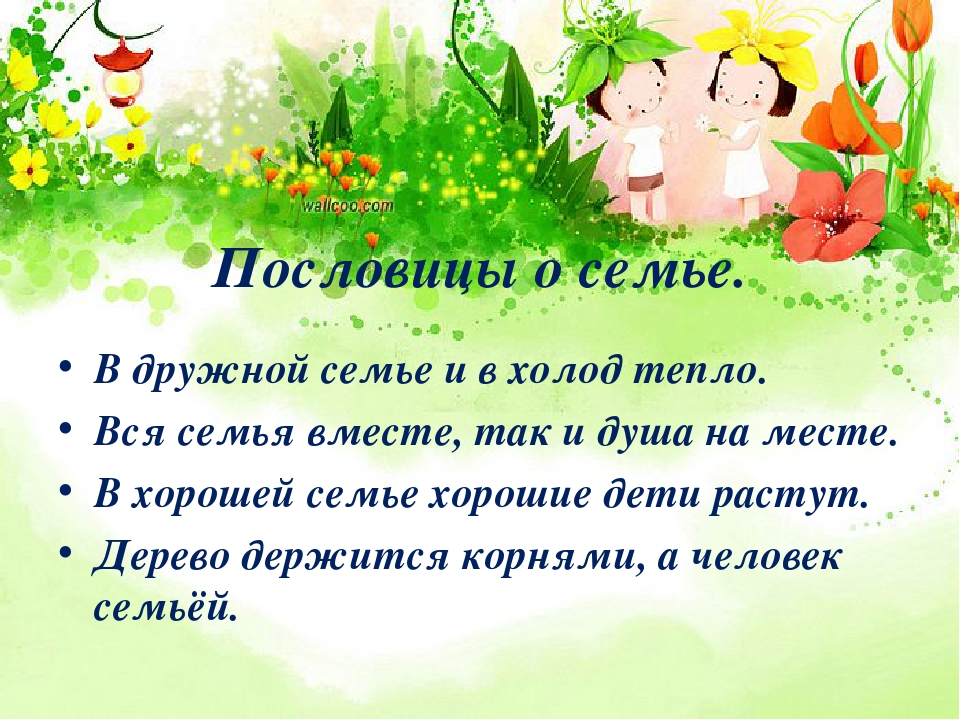 wallcoo.com
Пословицы о семье.
• В дружной семье и в холод тепло.
• Вся семья вместе, так и душа на месте.
• В хорошей семье хорошие дети растут.
• Дерево держится корнями, а человек
семьёй.